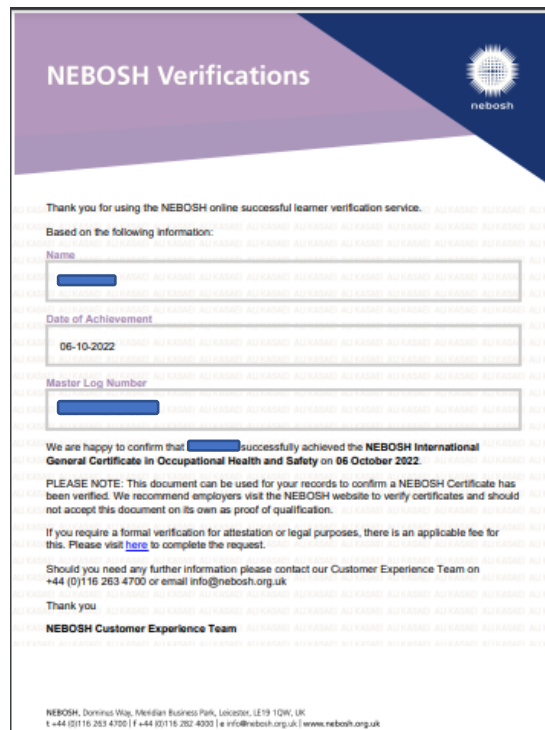 NEBOSH Verifications
nebosh
Thank you for using the NEBOSH online successful learner verification service.
Based on the following information:
Name
Date of Achievement
06-10-2022
Master Log Number
We are happy to confirm that successfully achieved the NEBOSH International
General Certificate in Occupational Health and Safety on 06 October 2022.
PLEASE NOTE: This document can be used for your records to confirm a NEBOSH Certificate has
been verified. We recommend employers visit the NEBOSH website to verify certificates and should
not accept this document on its own as proof of qualification.
If you require a formal verification for attestation or legal purposes, there is an applicable fee for
this. Please visit here to complete the request.
Should you need any further information please contact our Customer Experience Team on
+44 (0)116 263 4700 or email info@nebosh.org.uk
Thank you
NEBOSH Customer Experience Team
NEBOSH, Dominus Way, Meridian Business Park, Leicester, LE19 1QW, UK
t +44 (0)116 263 4700 | f +44 (0)116 282 4000 | e info@nebosh.org.uk | www.nebosh.org.uk